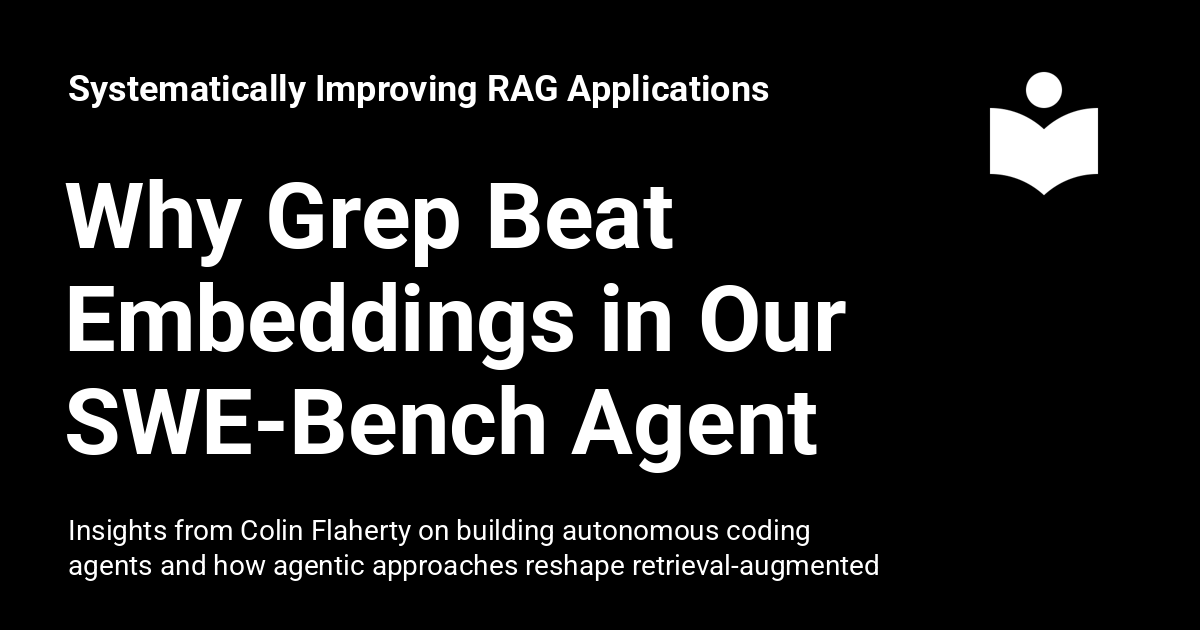 Systematically Improving RAG Applications
Why Grep Beat
Embeddings in Our
SWE-Bench Agent
Insights from Colin Flaherty on building autonomous coding
agents and how agentic approaches reshape retrieval-augmented